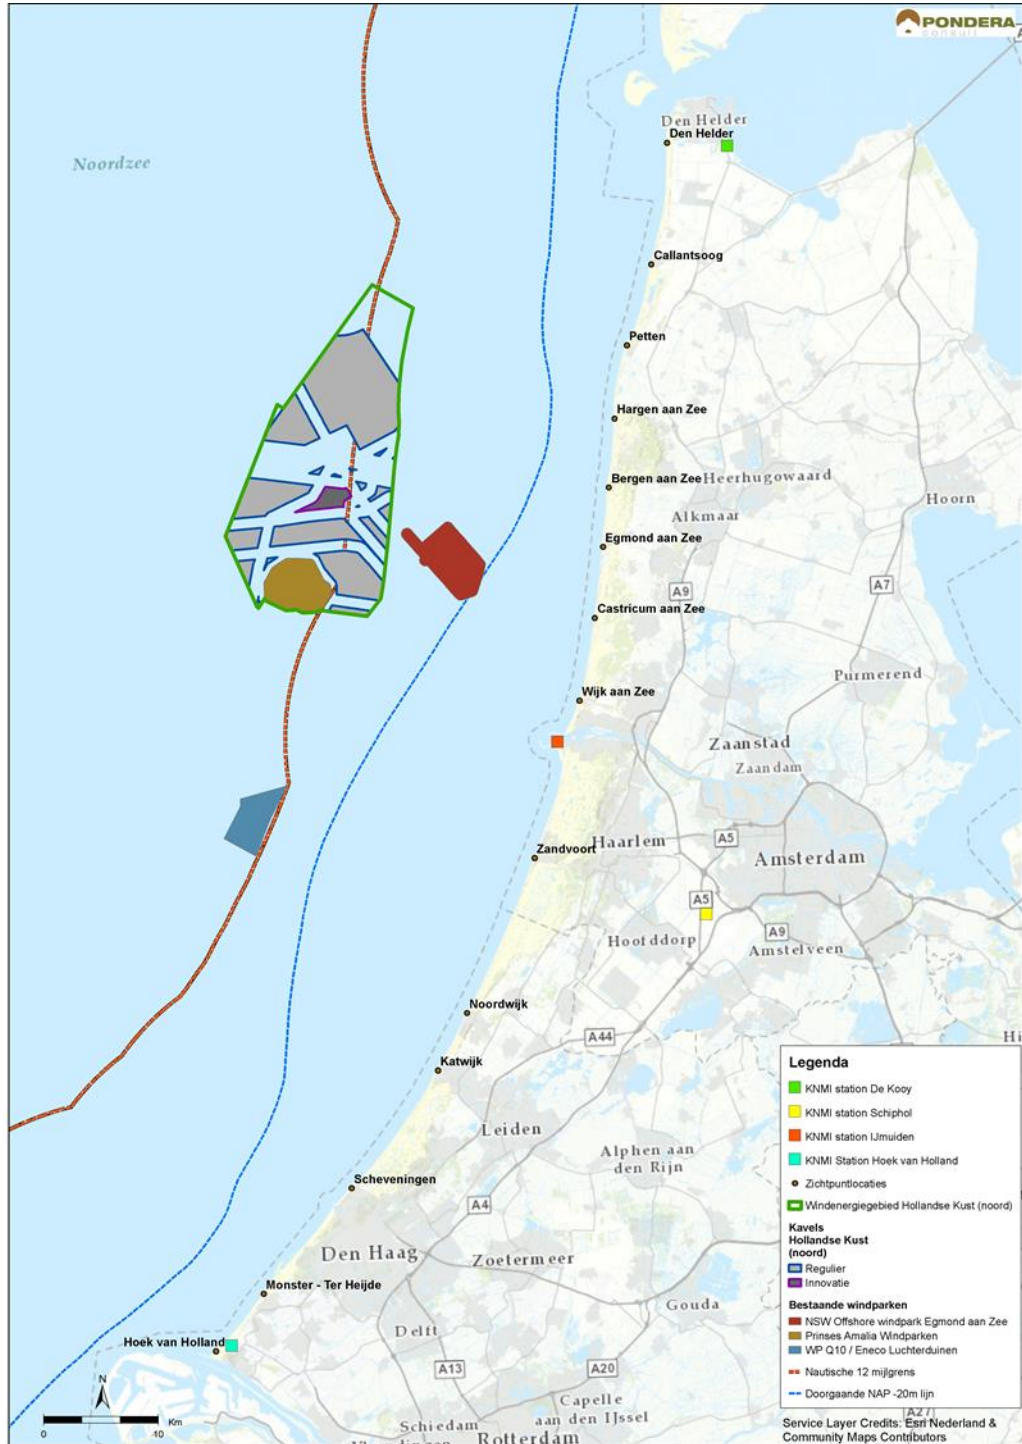 PONDERA
consult
A
Den Helder
Den Helder
Noordzee
Callantsoog
Petten
Hargen aan Zee
Bergen aan Zee
Heerhugowaard
Hoorn
Alkmaar
Egmond aan Zee
A9
A7
Castricum aan Zee
Purmerend
Wijk aan Zee
Zaanstad
Zaandam
Haarlem
A5
Zandvoort
Amsterdam
A5
A9
Hoofddorp
Amstelveen
Noordwijk
A44
Katwijk
Leiden
Alphen aan
den Rijn
Scheveningen
A4
Den Haag
Zoetermeer
Monster - Ter Heijde
Gouda
Delft
Hoek van Holland
A13
A20
Capelle
aan den IJssel
Schiedam
Rotterdam
A27
N
0
40
Km
Hi
Legenda
KNMI station De Kooy
KNMI station Schiphol
KNMI station IJmuiden
KNMI Station Hoek van Holland
Zichtpuntlocaties
Windenergiegebied Hollandse Kust (noord)
Kavels
Hollandse Kust
(noord)
Regulier
Innovatie
Bestaande windparken
NSW Offshore windpark Egmond aan Zee
Prinses Amalia Windparken
WP Q10 / Eneco Luchterduinen
Nautische 12 mijlgrens
Doorgaande NAP -20m lijn
Service Layer Credits: Esri Nederland &
Community Maps Contributors